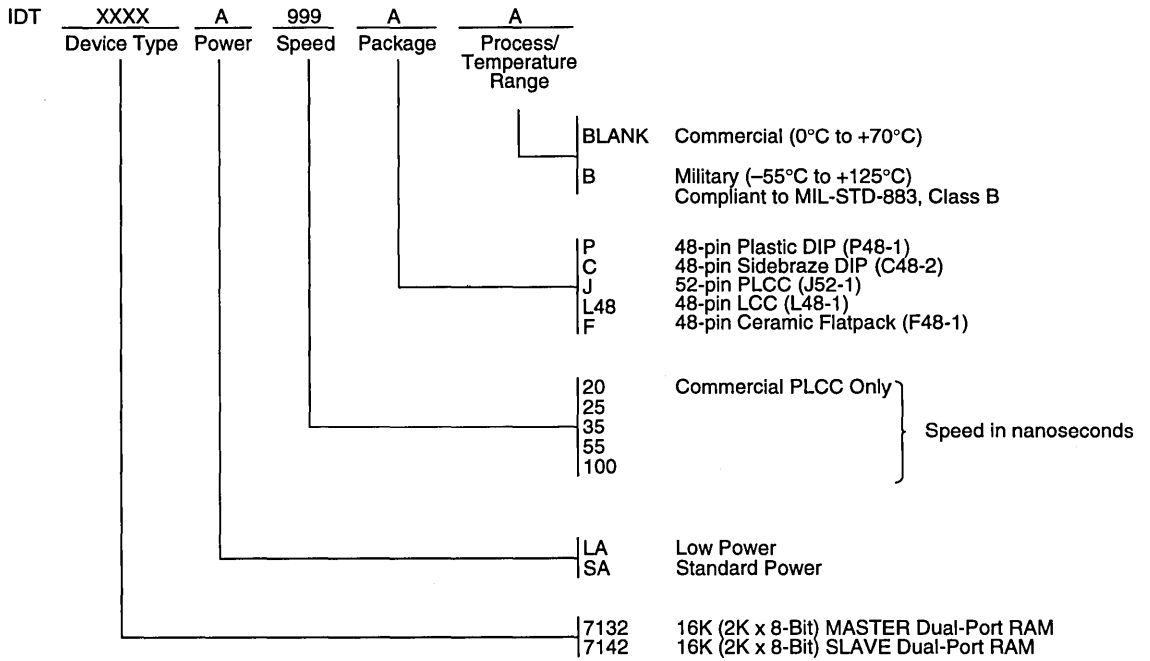 IDT XXXX A 999 A A
Device Type Power Speed Package Process/
Temperature
Range
BLANK Commercial (0°C to +70°C)
B Military (–55°C to +125°C)
Compliant to MIL-STD-883, Class B
P 48-pin Plastic DIP (P48-1)
C 48-pin Sidebraze DIP (C48-2)
J 52-pin PLCC (J52-1)
L48 48-pin LCC (L48-1)
F 48-pin Ceramic Flatpack (F48-1)
20 Commercial PLCC Only
25
35 Speed in nanoseconds
55
100
LA Low Power
SA Standard Power
7132 16K (2K x 8-Bit) MASTER Dual-Port RAM
7142 16K (2K x 8-Bit) SLAVE Dual-Port RAM